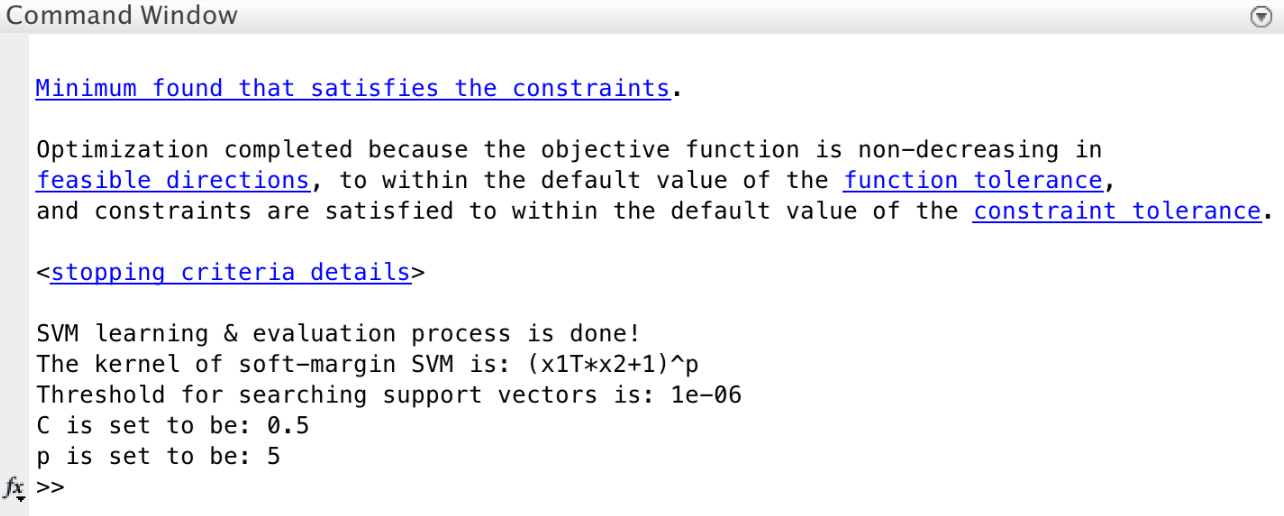 Command Window
Minimum found that satisfies the constraints.
Optimization completed because the objective function is non-decreasing in
feasible directions, to within the default value of the function tolerance,
and constraints are satisfied to within the default value of the constraint tolerance.
<stopping criteria details>
SVM learning & evaluation process is done!
The kernel of soft-margin SVM is: (x1T*x2+1)^p
Threshold for searching support vectors is: 1e-06
C is set to be: 0.5
p is set to be: 5
fx >>